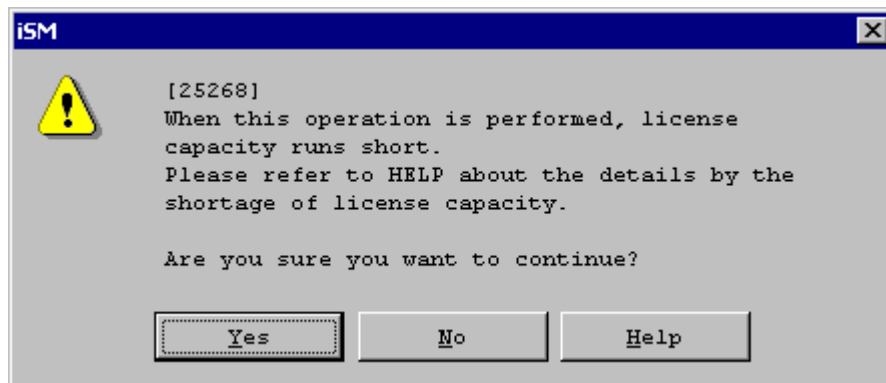 iSM
[25268]
When this operation is performed, license
capacity runs short.
Please refer to HELP about the details by the
shortage of license capacity.
Are you sure you want to continue?
Yes
No
Help